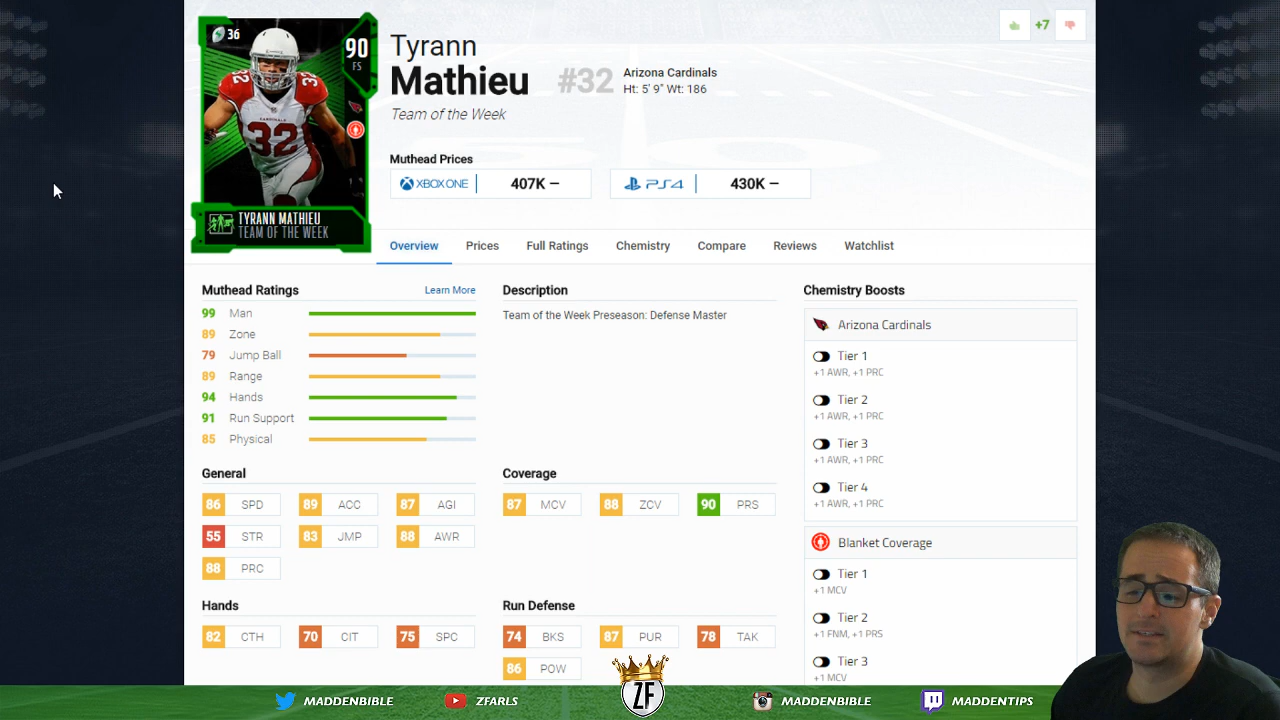 36
90
FS
32
32
32
CARDINALS
TYRANN MATHIEU
TEAM OF THE WEEK
Tyrann
Mathieu
#32
Arizona Cardinals
Ht: 5' 9" Wt: 186
Team of the Week
+7
Muthead Prices
XBOX ONE 407K —
PS4 430K —
Overview Prices Full Ratings Chemistry Compare Reviews Watchlist
Muthead Ratings Learn More
99 Man
89 Zone
79 Jump Ball
89 Range
94 Hands
91 Run Support
85 Physical
Description
Team of the Week Preseason: Defense Master
Chemistry Boosts
Arizona Cardinals
Tier 1
+1 AWR, +1 PRC
Tier 2
+1 AWR, +1 PRC
Tier 3
+1 AWR, +1 PRC
Tier 4
+1 AWR, +1 PRC
Blanket Coverage
Tier 1
+1 MCV
Tier 2
+1 FNM, +1 PRS
Tier 3
+1 MCV
General
86 SPD 89 ACC 87 AGI
55 STR 83 JMP 88 AWR
88 PRC
Coverage
87 MCV 88 ZCV 90 PRS
Hands
82 CTH 70 CIT 75 SPC
Run Defense
74 BKS 87 PUR 78 TAK
86 POW
MADDENBIBLE
ZFARLS
ZF
MADDENBIBLE
MADDENTIPS